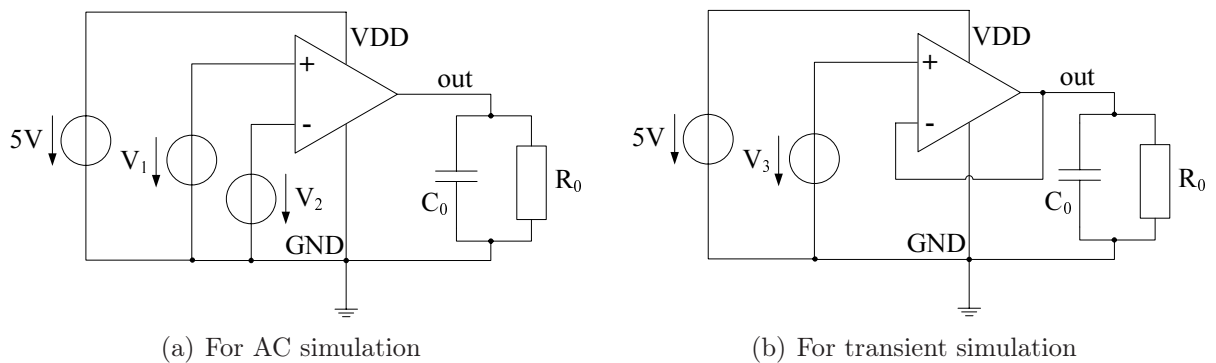 VDD
+
-
out
5V
V₁
V₂
C₀
R₀
GND
(a) For AC simulation
VDD
+
-
out
5V
V₃
C₀
R₀
GND
(b) For transient simulation